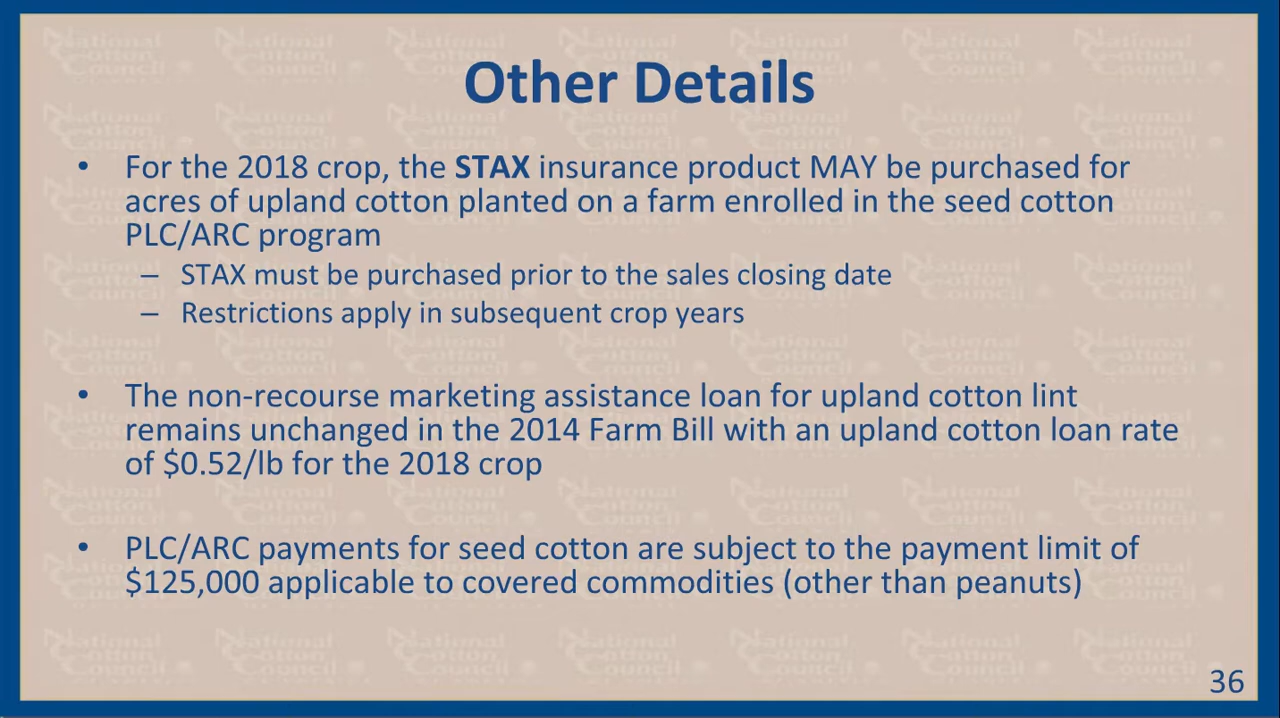 Other Details
• For the 2018 crop, the STAX insurance product MAY be purchased for
acres of upland cotton planted on a farm enrolled in the seed cotton
PLC/ARC program
– STAX must be purchased prior to the sales closing date
– Restrictions apply in subsequent crop years
• The non-recourse marketing assistance loan for upland cotton lint
remains unchanged in the 2014 Farm Bill with an upland cotton loan rate
of $0.52/lb for the 2018 crop
• PLC/ARC payments for seed cotton are subject to the payment limit of
$125,000 applicable to covered commodities (other than peanuts)
36
National
Cotton
Council